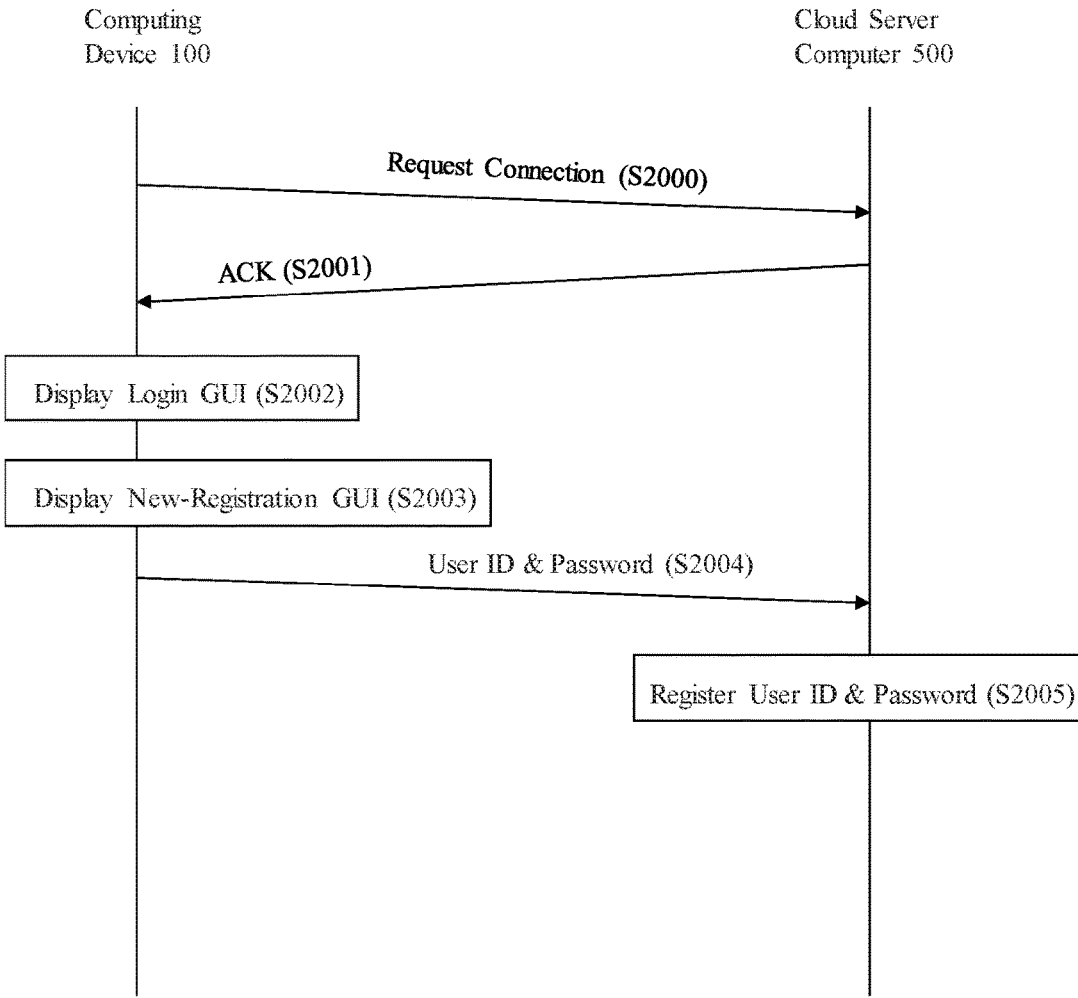 Computing
Device 100
Cloud Server
Computer 500
Request Connection (S2000)
ACK (S2001)
Display Login GUI (S2002)
Display New-Registration GUI (S2003)
User ID & Password (S2004)
Register User ID & Password (S2005)